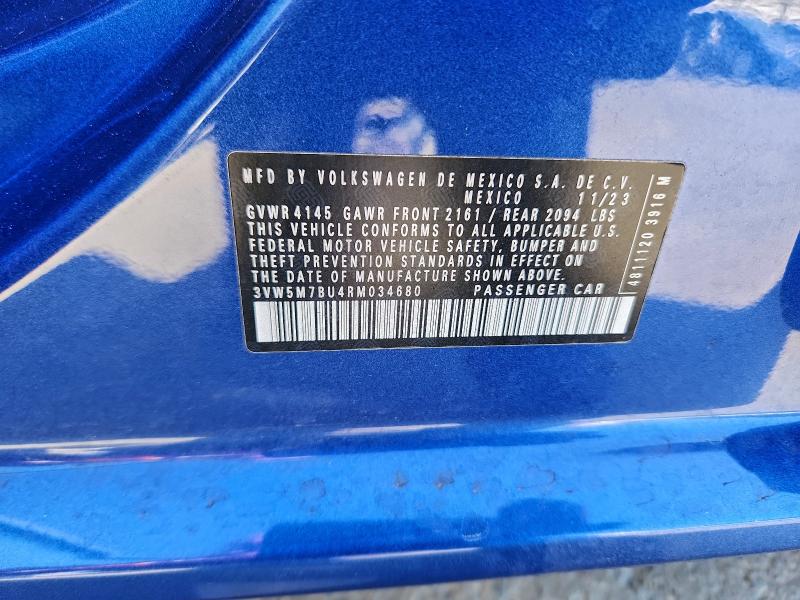 MFD BY VOLKSWAGEN DE MEXICO S.A. DE C.V.
MEXICO 11/23
GVWR 4145 GAWR FRONT 2161 / REAR 2094 LBS
THIS VEHICLE CONFORMS TO ALL APPLICABLE U.S.
FEDERAL MOTOR VEHICLE SAFETY, BUMPER AND
THEFT PREVENTION STANDARDS IN EFFECT ON
THE DATE OF MANUFACTURE SHOWN ABOVE.
3VW5M7BU4RM034680 PASSENGER CAR
4811120 3916 M